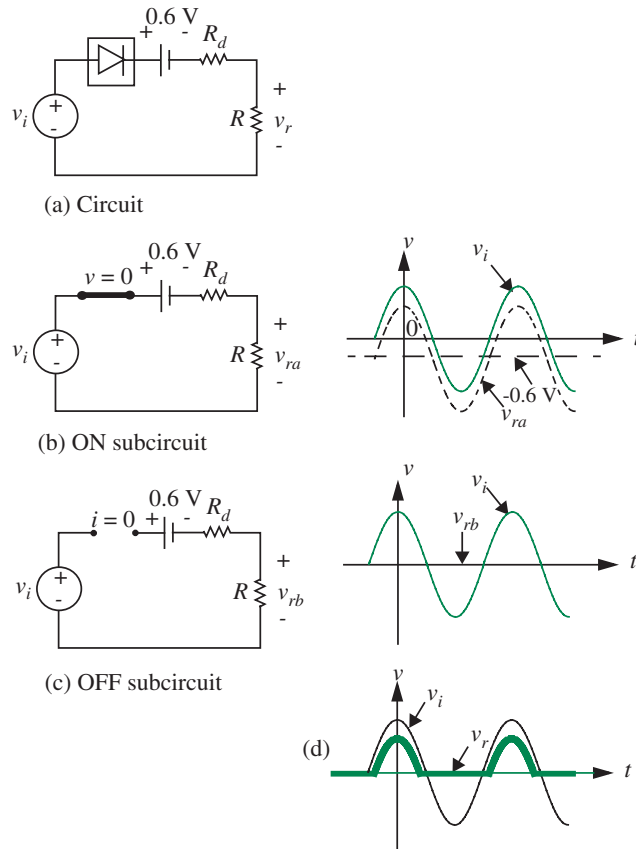 0.6 V
+ -
R_d
v_i
+
-
R
+
v_r
-
(a) Circuit
0.6 V
v = 0
+ -
R_d
v_i
+
-
R
+
v_ra
-
(b) ON subcircuit
v
v_i
0
t
-0.6 V
v_ra
0.6 V
i = 0
+ -
R_d
v_i
+
-
R
+
v_rb
-
(c) OFF subcircuit
v
v_i
v_rb
t
v
v_i
(d)
v_r
t